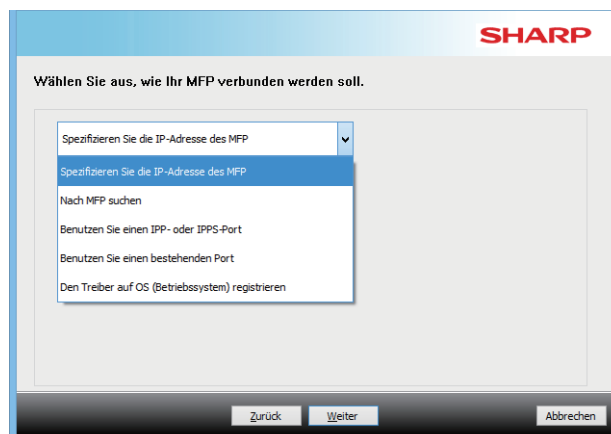 SHARP
Wählen Sie aus, wie Ihr MFP verbunden werden soll.
Spezifizieren Sie die IP-Adresse des MFP
Spezifizieren Sie die IP-Adresse des MFP
Nach MFP suchen
Benutzen Sie einen IPP- oder IPPS-Port
Benutzen Sie einen bestehenden Port
Den Treiber auf OS (Betriebssystem) registrieren
Zurück Weiter Abbrechen